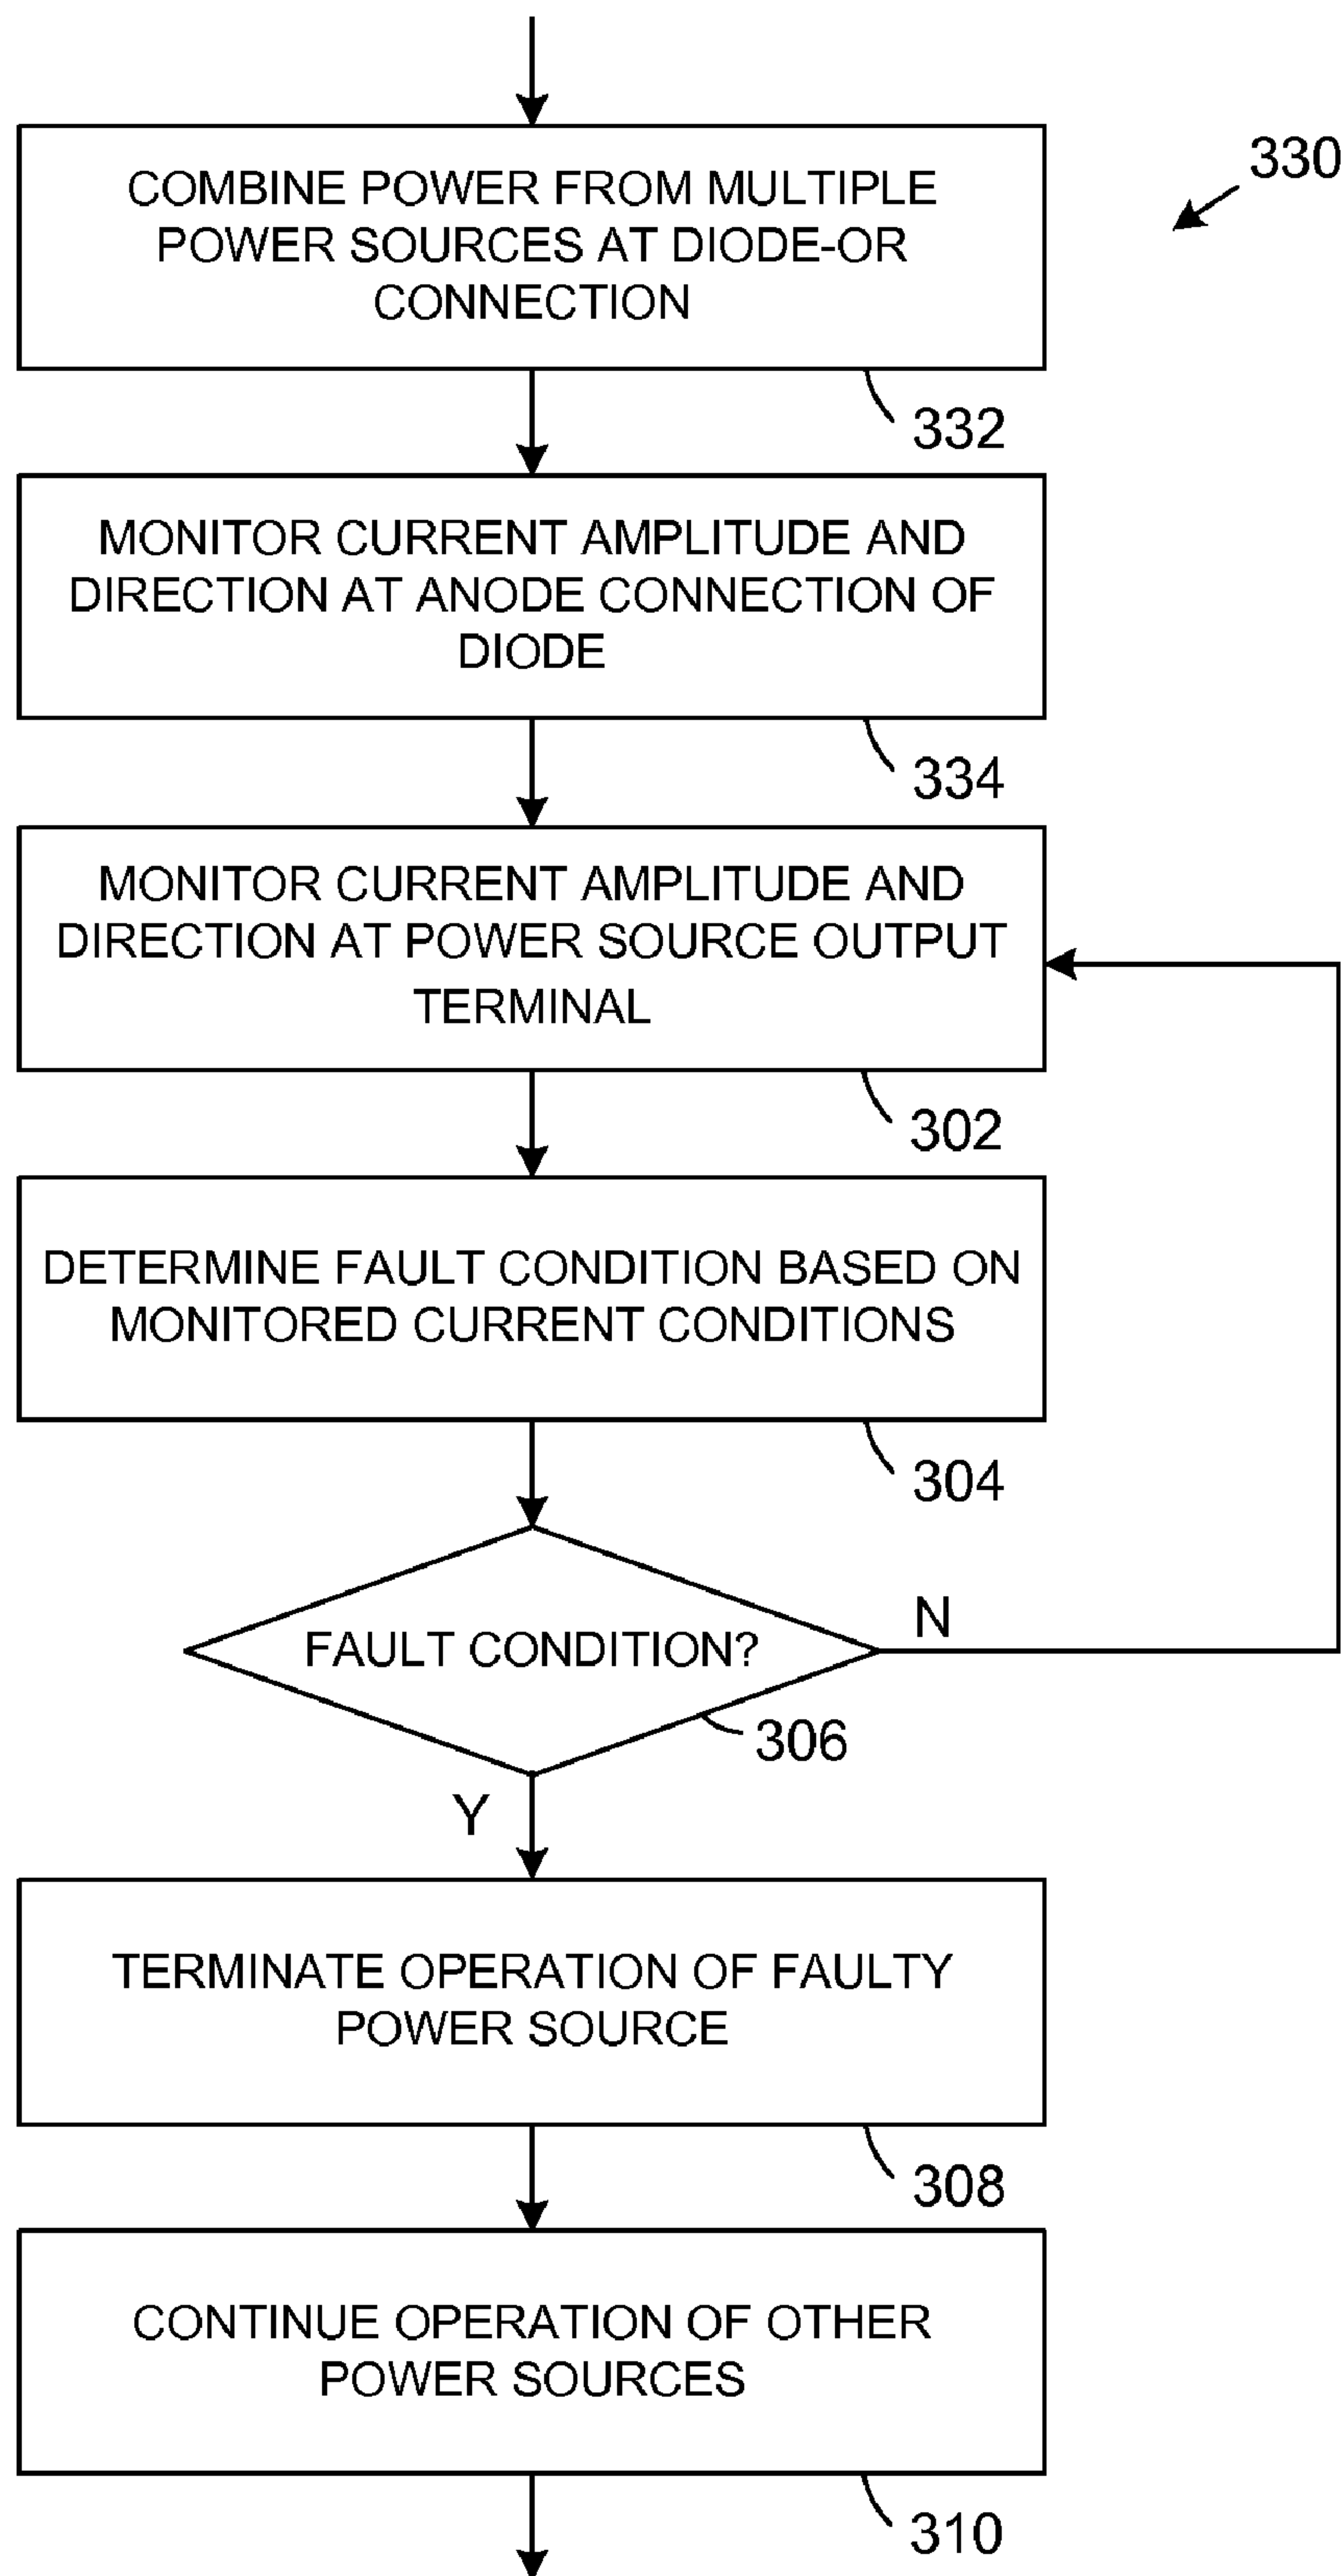 330
COMBINE POWER FROM MULTIPLE
POWER SOURCES AT DIODE-OR
CONNECTION
332
MONITOR CURRENT AMPLITUDE AND
DIRECTION AT ANODE CONNECTION OF
DIODE
334
MONITOR CURRENT AMPLITUDE AND
DIRECTION AT POWER SOURCE OUTPUT
TERMINAL
302
DETERMINE FAULT CONDITION BASED ON
MONITORED CURRENT CONDITIONS
304
FAULT CONDITION?
N
306
Y
TERMINATE OPERATION OF FAULTY
POWER SOURCE
308
CONTINUE OPERATION OF OTHER
POWER SOURCES
310